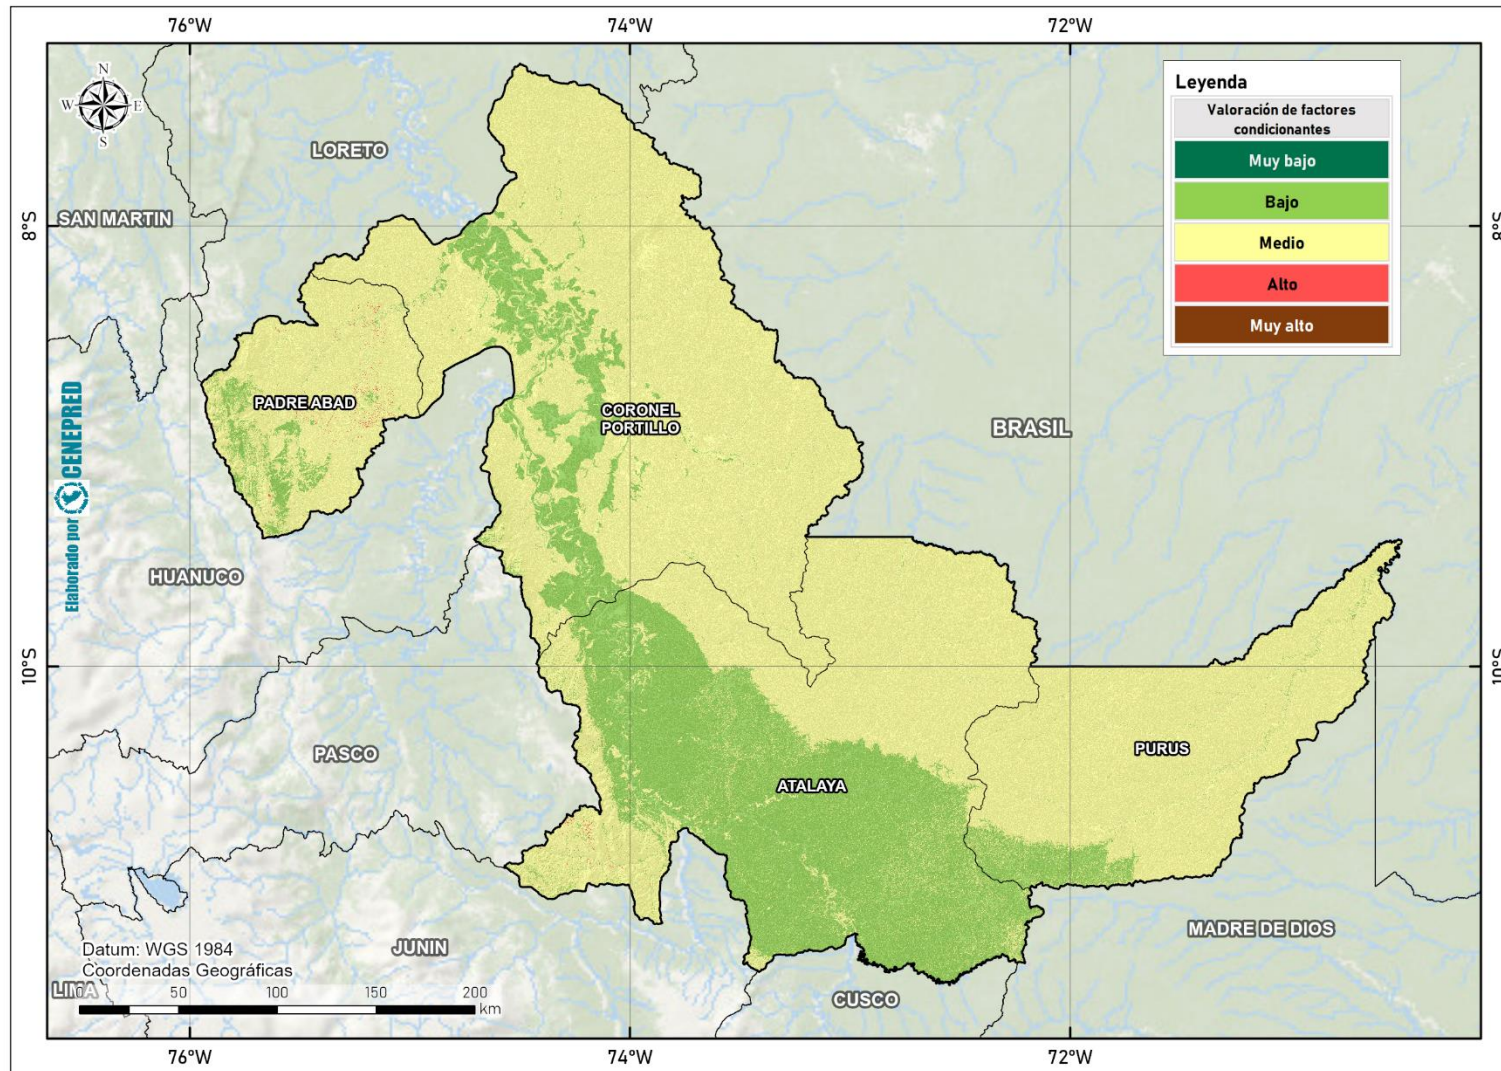 76°W
74°W
72°W
N
W
E
S
Leyenda
Valoración de factores
condicionantes
Muy bajo
Bajo
Medio
Alto
Muy alto
LORETO
SAN MARTIN
8°S
8°S
PADRE ABAD
CORONEL
PORTILLO
BRASIL
Elaborado por CENEPRED
HUANUCO
10°S
10°S
PASCO
PURUS
ATALAYA
MADRE DE DIOS
JUNIN
Datum: WGS 1984
Coordenadas Geográficas
LIMA
CUSCO
0 50 100 150 200
km
76°W
74°W
72°W